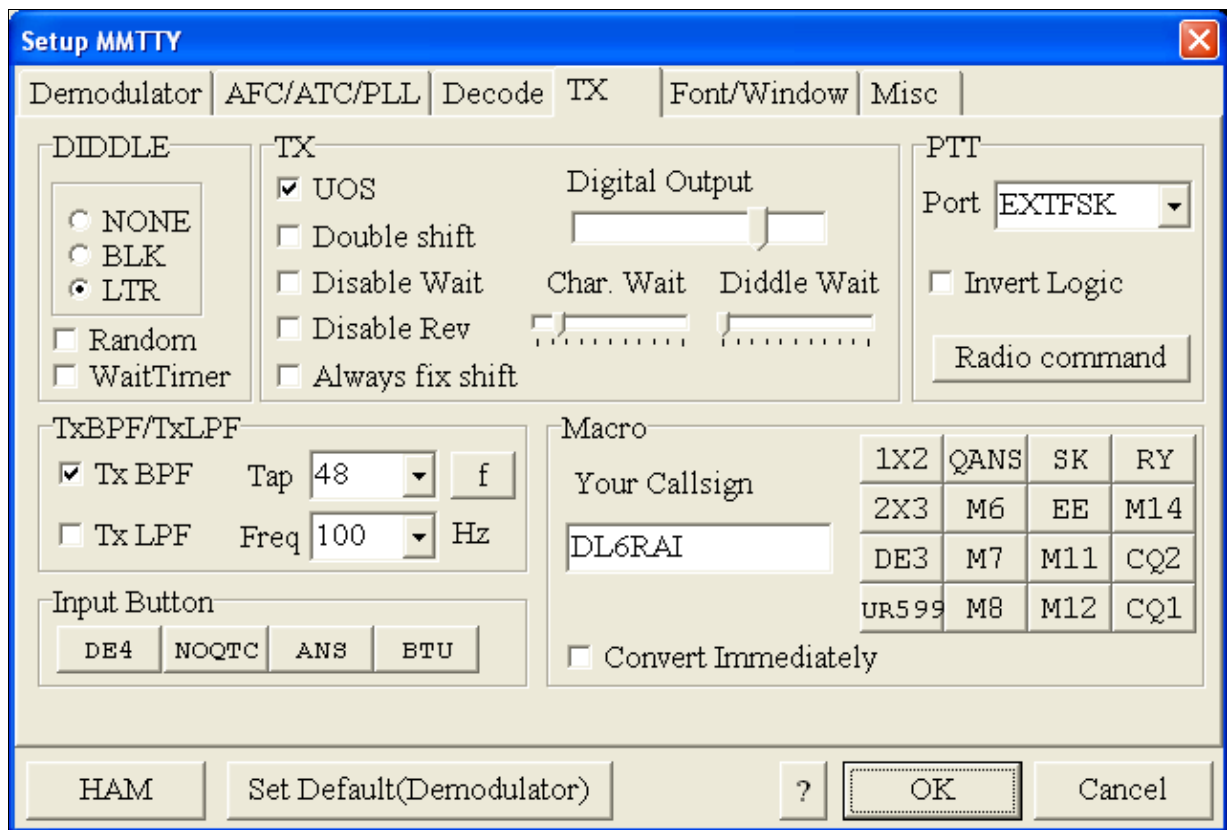 Setup MMTTY
Demodulator AFC/ATC/PLL Decode TX Font/Window Misc
DIDDLE
NONE
BLK
LTR
Random
WaitTimer
TX
UOS
Double shift
Disable Wait
Disable Rev
Always fix shift
Digital Output
Char. Wait Diddle Wait
PTT
Port EXTFSK
Invert Logic
Radio command
TxBPF/TxLPF
Tx BPF Tap 48 f
Tx LPF Freq 100 Hz
Input Button
DE4 NOQTC ANS BTU
Macro
Your Callsign
DL6RAI
Convert Immediately
1X2 QANS SK RY
2X3 M6 EE M14
DE3 M7 M11 CQ2
UR599 M8 M12 CQ1
HAM Set Default(Demodulator) ? OK Cancel